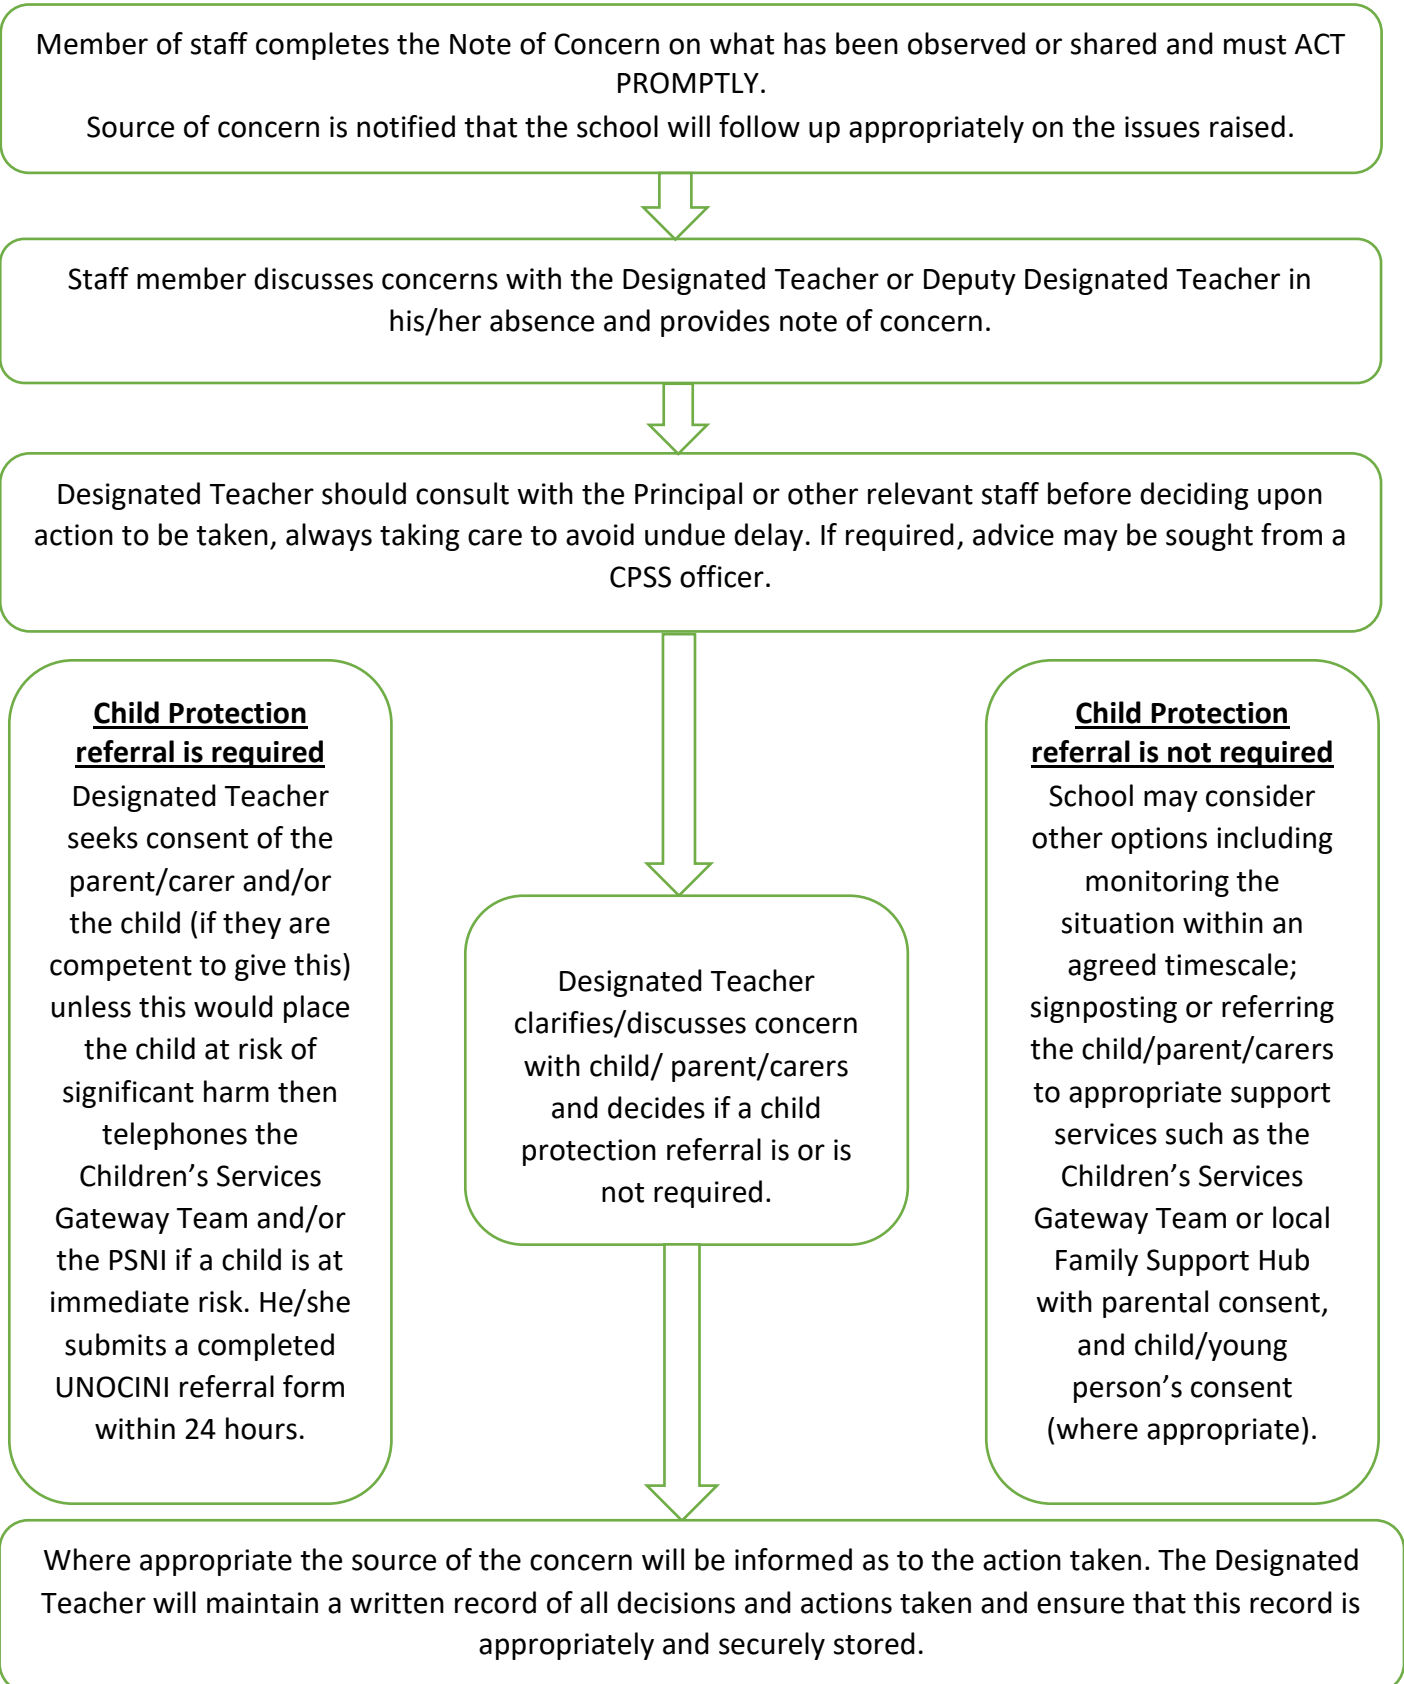 Member of staff completes the Note of Concern on what has been observed or shared and must ACT
PROMPTLY.
Source of concern is notified that the school will follow up appropriately on the issues raised.
Staff member discusses concerns with the Designated Teacher or Deputy Designated Teacher in
his/her absence and provides note of concern.
Designated Teacher should consult with the Principal or other relevant staff before deciding upon
action to be taken, always taking care to avoid undue delay. If required, advice may be sought from a
CPSS officer.
Child Protection
referral is required
Designated Teacher
seeks consent of the
parent/carer and/or
the child (if they are
competent to give this)
unless this would place
the child at risk of
significant harm then
telephones the
Children’s Services
Gateway Team and/or
the PSNI if a child is at
immediate risk. He/she
submits a completed
UNOCINI referral form
within 24 hours.
Designated Teacher
clarifies/discusses concern
with child/ parent/carers
and decides if a child
protection referral is or is
not required.
Child Protection
referral is not required
School may consider
other options including
monitoring the
situation within an
agreed timescale;
signposting or referring
the child/parent/carers
to appropriate support
services such as the
Children’s Services
Gateway Team or local
Family Support Hub
with parental consent,
and child/young
person’s consent
(where appropriate).
Where appropriate the source of the concern will be informed as to the action taken. The Designated
Teacher will maintain a written record of all decisions and actions taken and ensure that this record is
appropriately and securely stored.